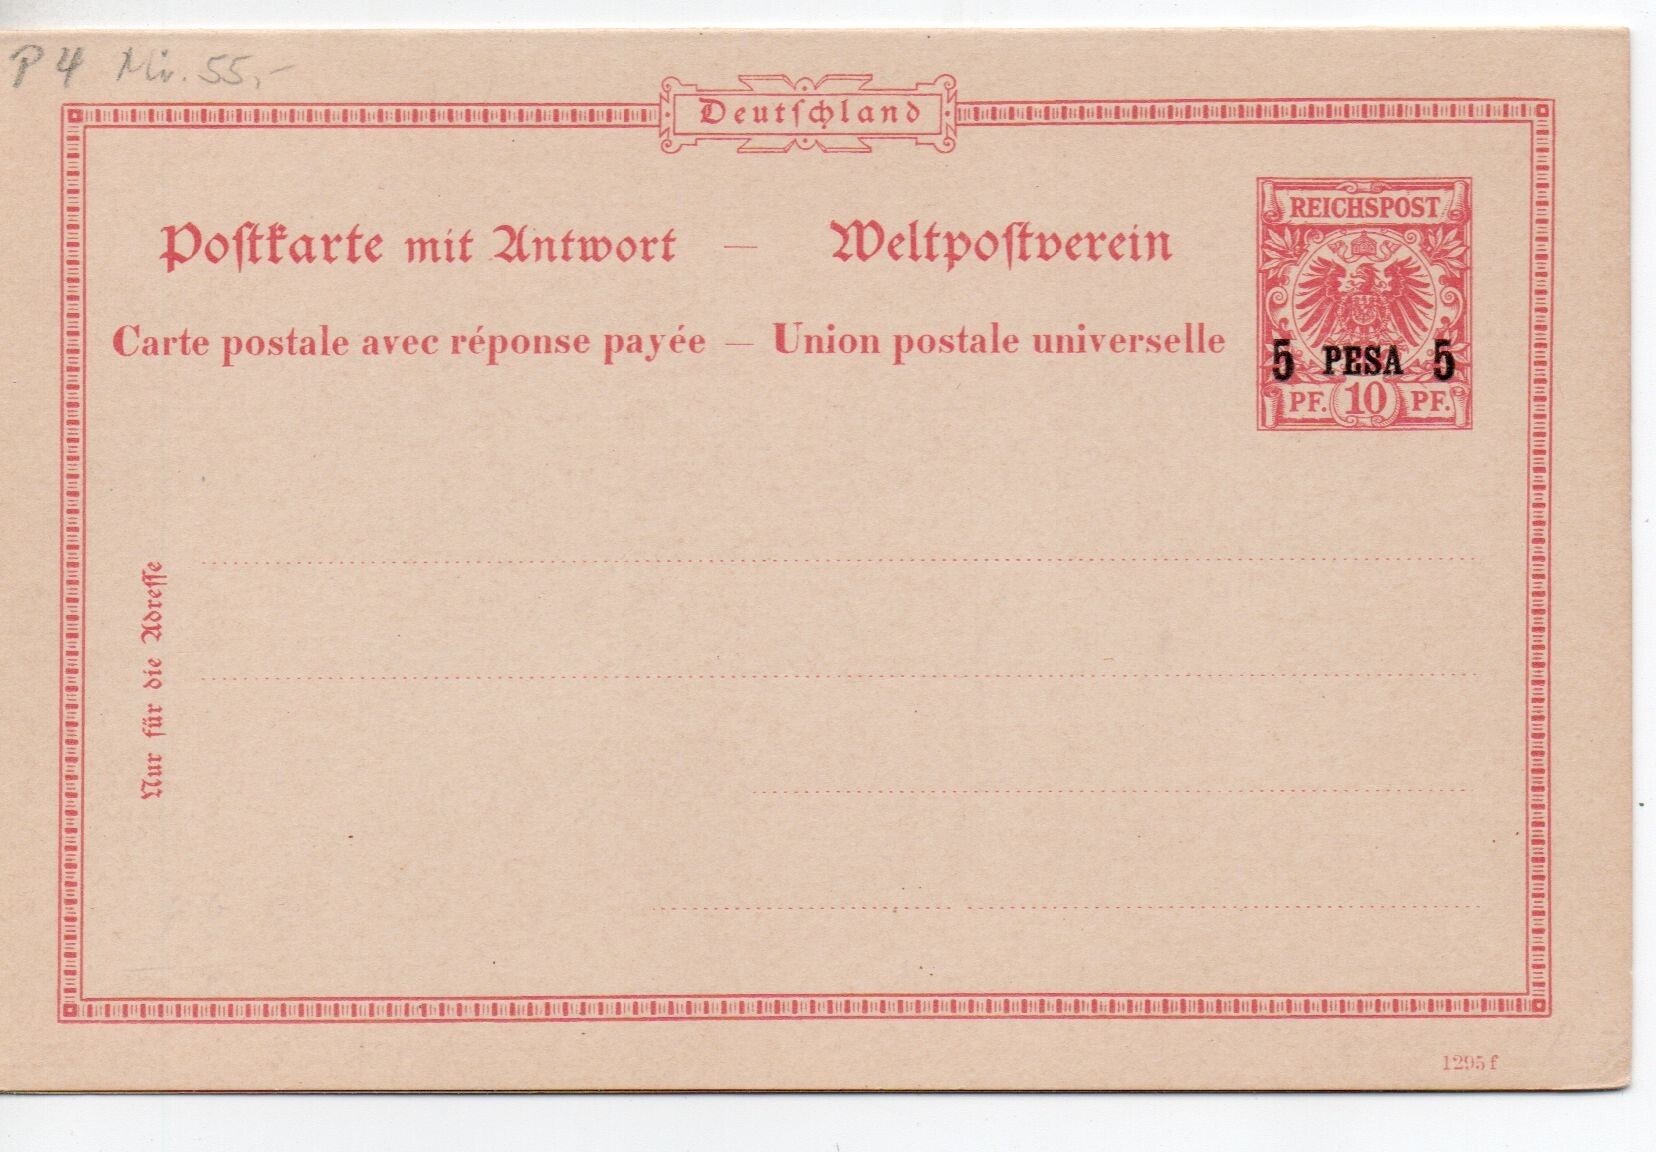 P4 Mi. 55,-
Deutſchland
REICHSPOST
Poſtkarte mit Antwort — Weltpoſtverein
Carte postale avec réponse payée — Union postale universelle
5 PESA 5
PF. 10 PF.
Nur für die Adreſſe
1295 f